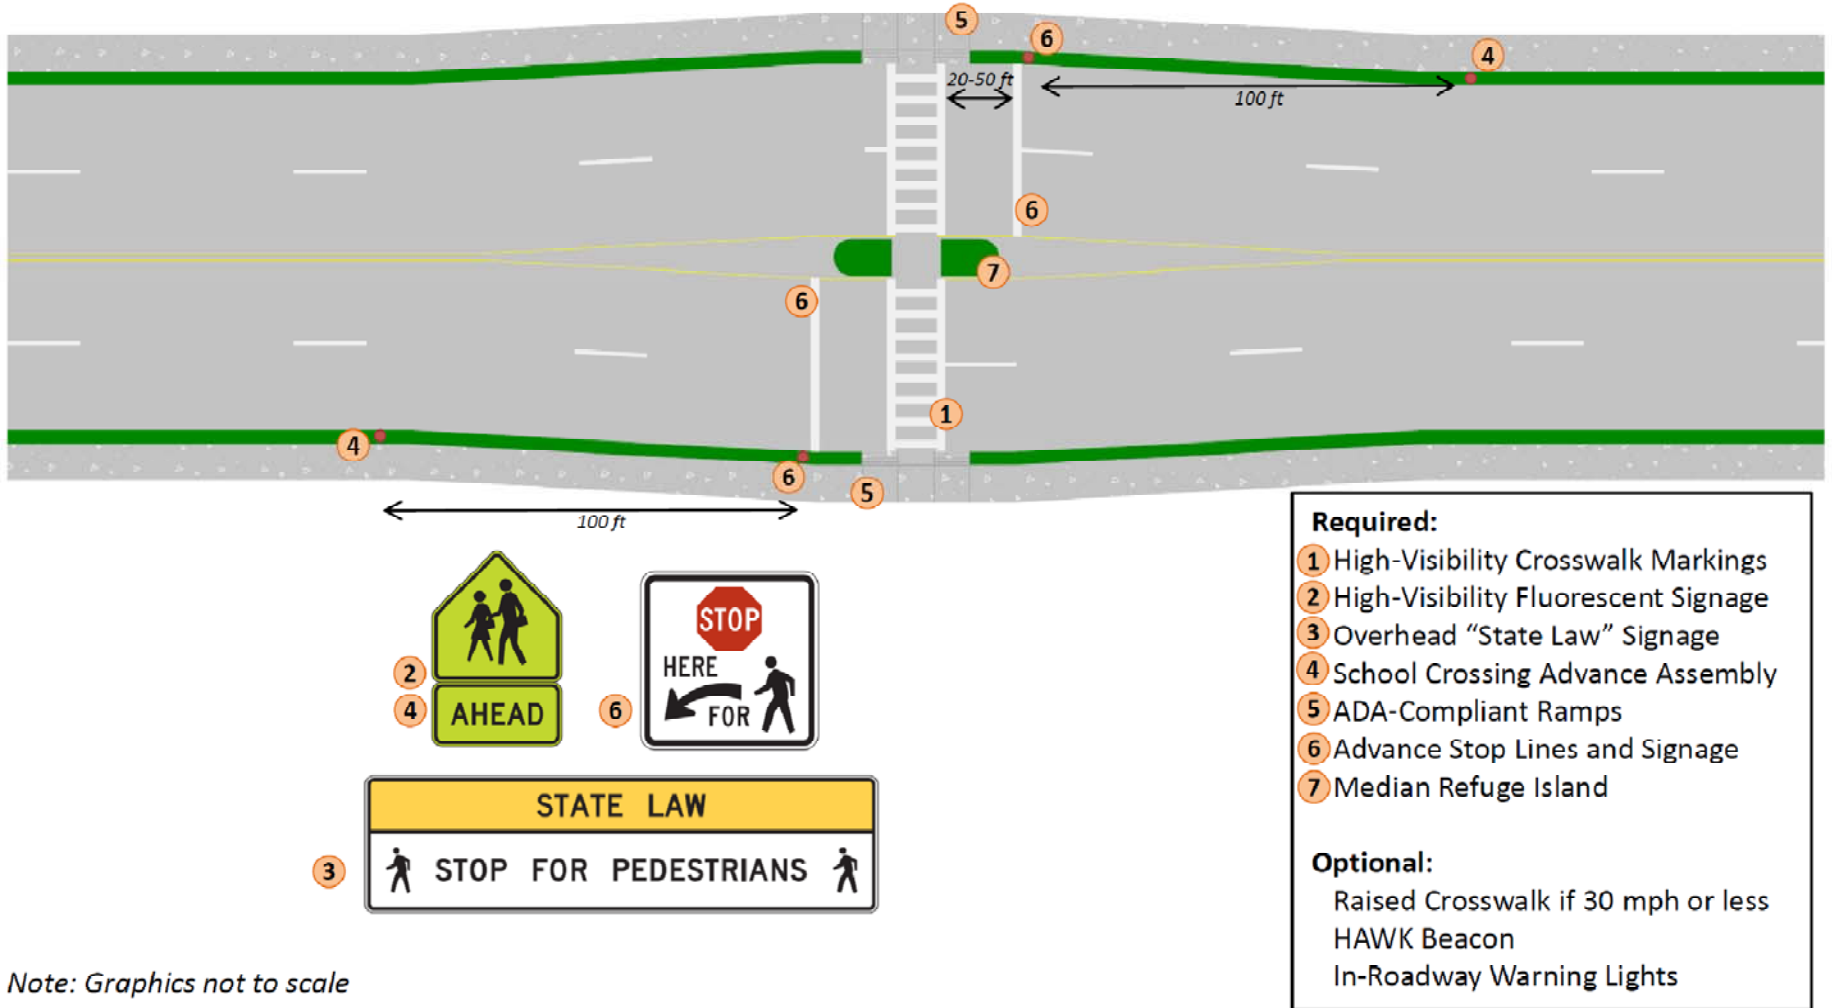 5
6
4
20-50 ft
100 ft
6
7
6
1
4
6
5
100 ft
2
4
AHEAD
6
STOP
HERE
FOR
3
STATE LAW
STOP FOR PEDESTRIANS
Required:
1 High-Visibility Crosswalk Markings
2 High-Visibility Fluorescent Signage
3 Overhead “State Law” Signage
4 School Crossing Advance Assembly
5 ADA-Compliant Ramps
6 Advance Stop Lines and Signage
7 Median Refuge Island
Optional:
Raised Crosswalk if 30 mph or less
HAWK Beacon
In-Roadway Warning Lights
Note: Graphics not to scale